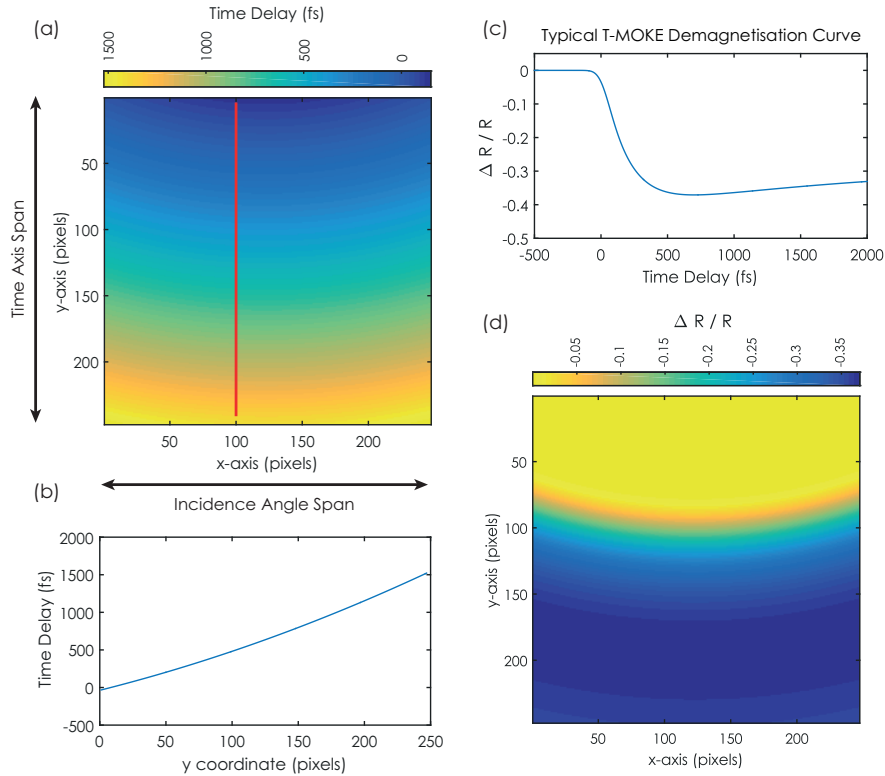 (a)
Time Delay (fs)
1500 1000 500 0
Time Axis Span
y-axis (pixels)
50
100
150
200
50 100 150 200
x-axis (pixels)
Incidence Angle Span
(b)
Time Delay (fs)
2000
1500
1000
500
0
-500
0 50 100 150 200 250
y coordinate (pixels)
(c)
Typical T-MOKE Demagnetisation Curve
Δ R / R
0
-0.1
-0.2
-0.3
-0.4
-0.5
-500 0 500 1000 1500 2000
Time Delay (fs)
(d)
Δ R / R
-0.05 -0.1 -0.15 -0.2 -0.25 -0.3 -0.35
y-axis (pixels)
50
100
150
200
50 100 150 200
x-axis (pixels)